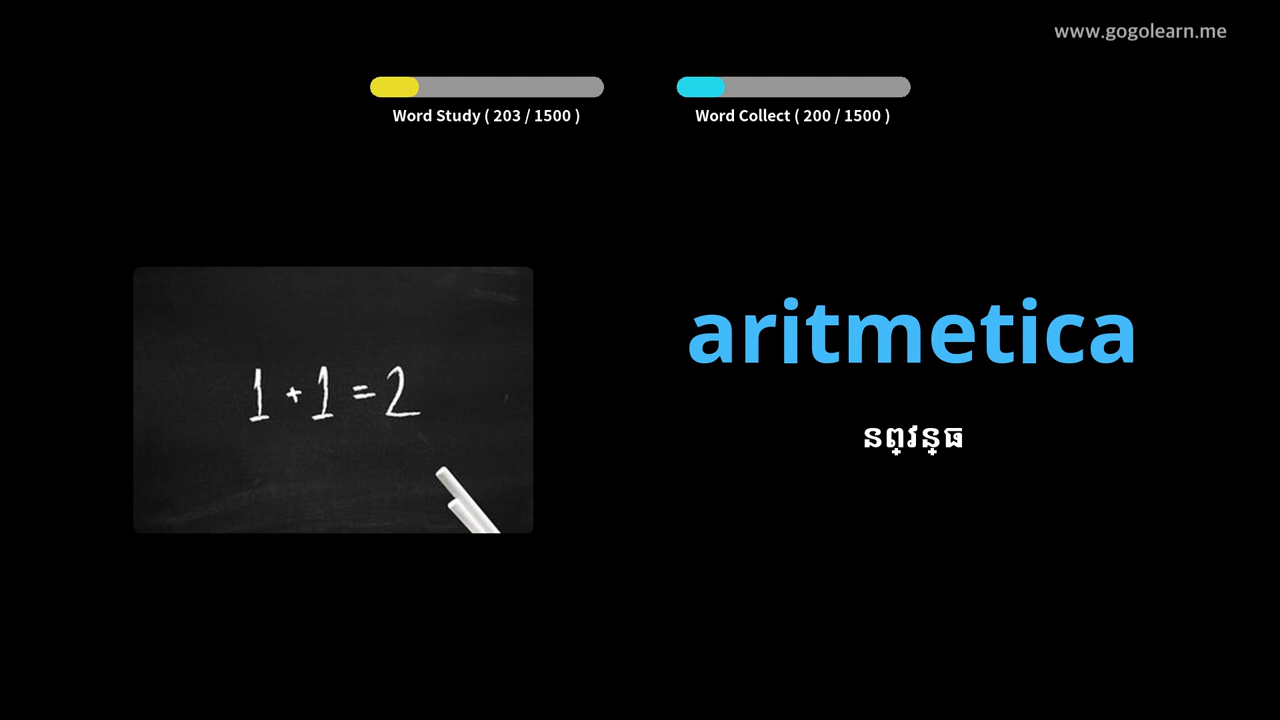 www.gogolearn.me
Word Study ( 203 / 1500 )
Word Collect ( 200 / 1500 )
1 + 1 = 2
aritmetica
នព្វន្ធ